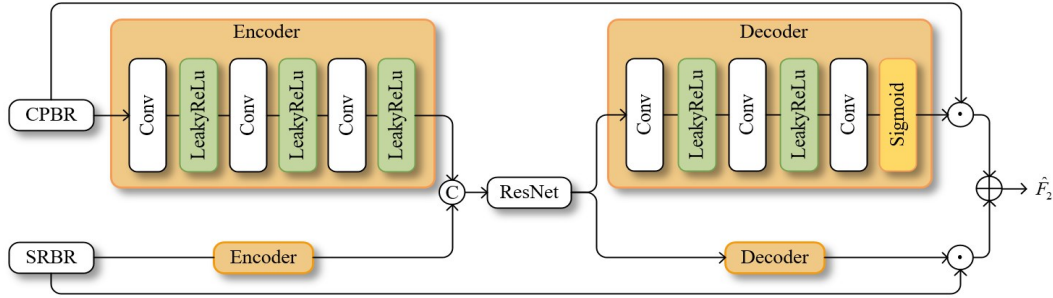 Encoder
Decoder
CPBR
Conv
LeakyReLu
Conv
LeakyReLu
Conv
LeakyReLu
Conv
LeakyReLu
Conv
LeakyReLu
Conv
Sigmoid
C
ResNet
F̂₂
SRBR
Encoder
Decoder